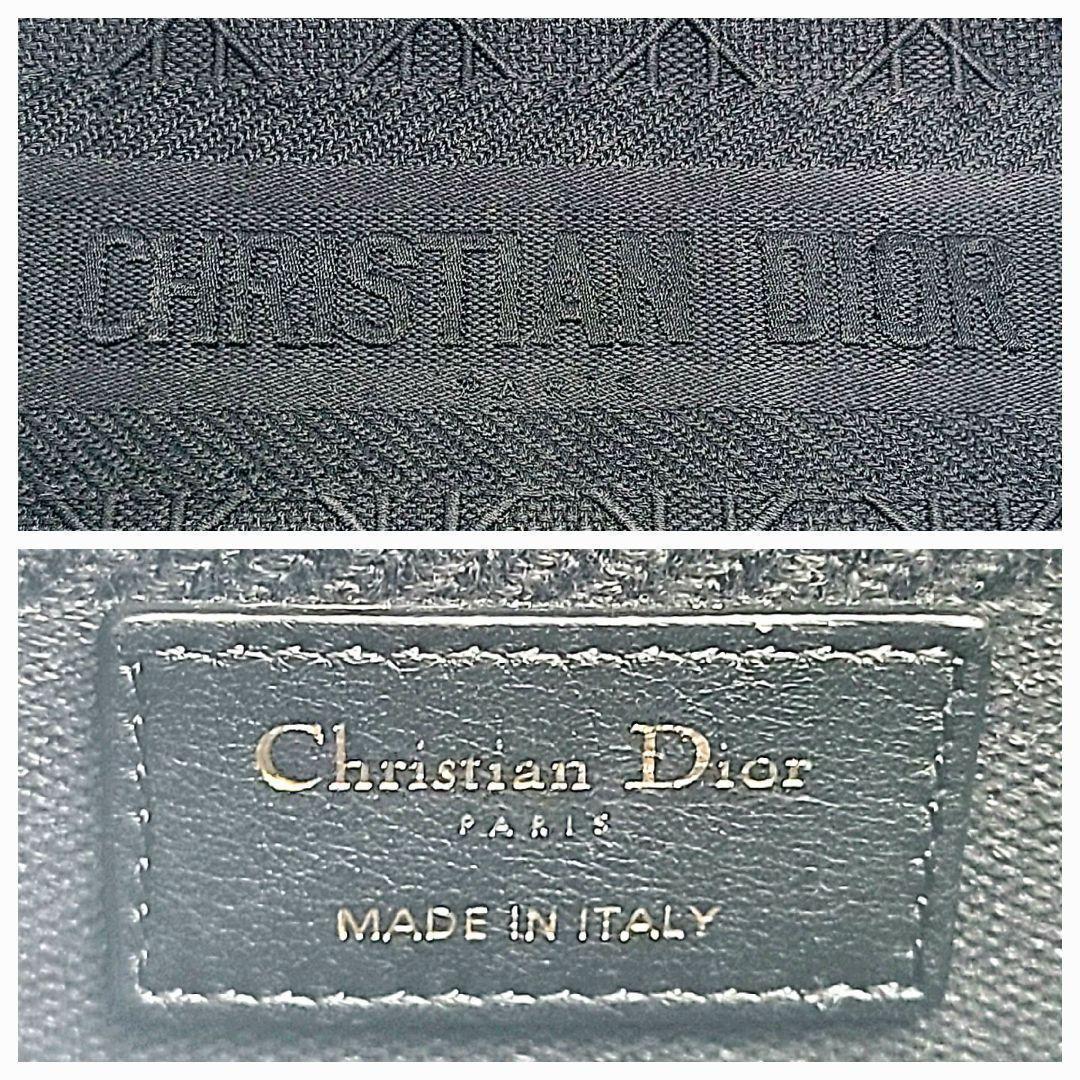 CHRISTIAN DIOR
PARIS
Christian Dior
PARIS
MADE IN ITALY